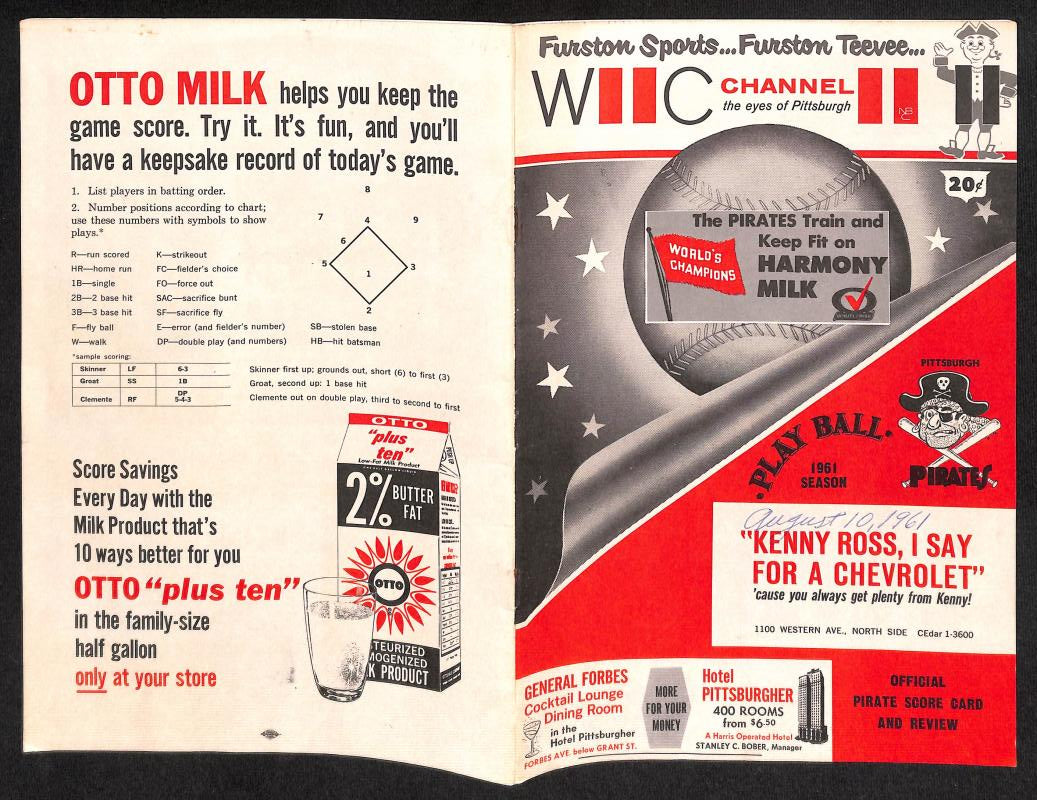 OTTO MILK helps you keep the
game score. Try it. It's fun, and you'll
have a keepsake record of today's game.
1. List players in batting order.
2. Number positions according to chart;
use these numbers with symbols to show
plays.*
8
7
4
9
6
5
1
3
2
R—run scored K—strikeout
HR—home run FC—fielder's choice
1B—single FO—force out
2B—2 base hit SAC—sacrifice bunt
3B—3 base hit SF—sacrifice fly
F—fly ball E—error (and fielder's number) SB—stolen base
W—walk DP—double play (and numbers) HB—hit batsman
*sample scoring:
Skinner LF 6-3 Skinner first up; grounds out, short (6) to first (3)
Groat SS 1B Groat, second up: 1 base hit
Clemente RF DP 5-4-3 Clemente out on double play, third to second to first
OTTO
"plus
ten"
Low-Fat Milk Product
2% BUTTER
FAT
OTTO
TEURIZED
MOGENIZED
K PRODUCT
Score Savings
Every Day with the
Milk Product that's
10 ways better for you
OTTO "plus ten"
in the family-size
half gallon
only at your store
Furston Sports...Furston Teevee...
WIIC CHANNEL 11
the eyes of Pittsburgh
NBC
11
20¢
The PIRATES Train and
Keep Fit on
HARMONY
MILK
WORLD'S
CHAMPIONS
PITTSBURGH
PIRATES
PLAY BALL
1961
SEASON
August 10, 1961
"KENNY ROSS, I SAY
FOR A CHEVROLET"
'cause you always get plenty from Kenny!
1100 WESTERN AVE., NORTH SIDE CEdar 1-3600
GENERAL FORBES
Cocktail Lounge
Dining Room
in the
Hotel Pittsburgher
FORBES AVE. below GRANT ST.
MORE
FOR YOUR
MONEY
Hotel
PITTSBURGHER
400 ROOMS
from $6.50
A Harris Operated Hotel
STANLEY C. BOBER, Manager
OFFICIAL
PIRATE SCORE CARD
AND REVIEW